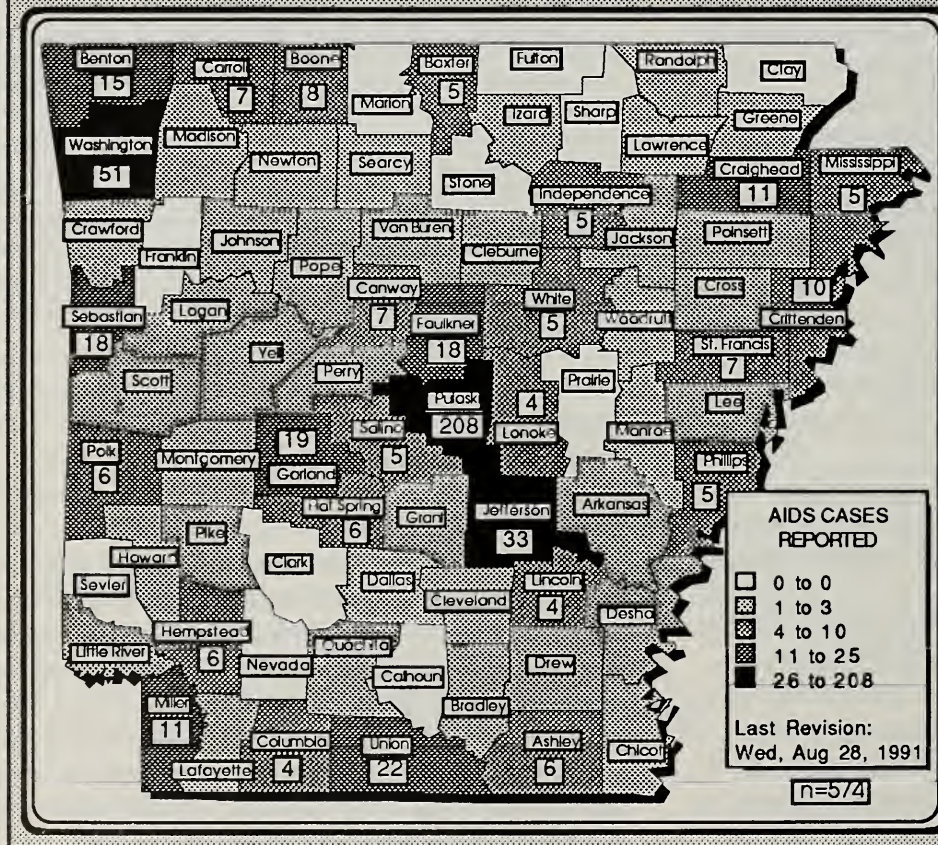 Benton
15
Carroll
7
Boone
8
Marion
Baxter
5
Fulton
Randolph
Clay
Izard
Sharp
Greene
Washington
51
Madison
Newton
Searcy
Stone
Lawrence
Craighead
11
Mississippi
5
Independence
5
Crawford
Franklin
Johnson
Van Buren
Cleburne
Jackson
Poinsett
Pope
Conway
7
White
5
Woodruff
Cross
10
Crittenden
Sebastian
18
Logan
Faulkner
18
St. Francis
7
Yell
Scott
Perry
Prairie
Pulask
208
4
Lonoke
Lee
Monroe
Polk
6
Montgomery
19
Garland
Saline
5
Phillips
5
Hot Spring
6
Grant
Jefferson
33
Arkansas
Pike
Howard
Clark
Sevier
Dallas
Cleveland
Lincoln
4
Desha
Little River
Hempstead
6
Nevada
Ouachita
Calhoun
Drew
Bradley
Miller
11
Lafayette
Columbia
4
Union
22
Ashley
6
Chicot
AIDS CASES
REPORTED
0 to 0
1 to 3
4 to 10
11 to 25
26 to 208
Last Revision:
Wed, Aug 28, 1991
n=574